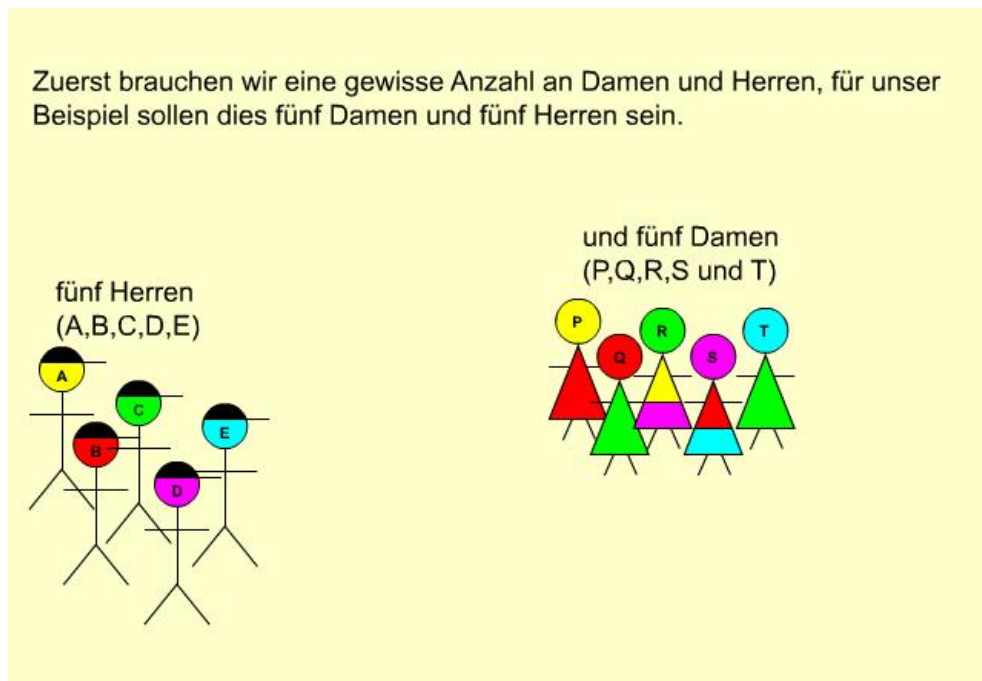 Zuerst brauchen wir eine gewisse Anzahl an Damen und Herren, für unser
Beispiel sollen dies fünf Damen und fünf Herren sein.
und fünf Damen
(P,Q,R,S und T)
fünf Herren
(A,B,C,D,E)
P
R
T
Q
S
A
C
E
B
D